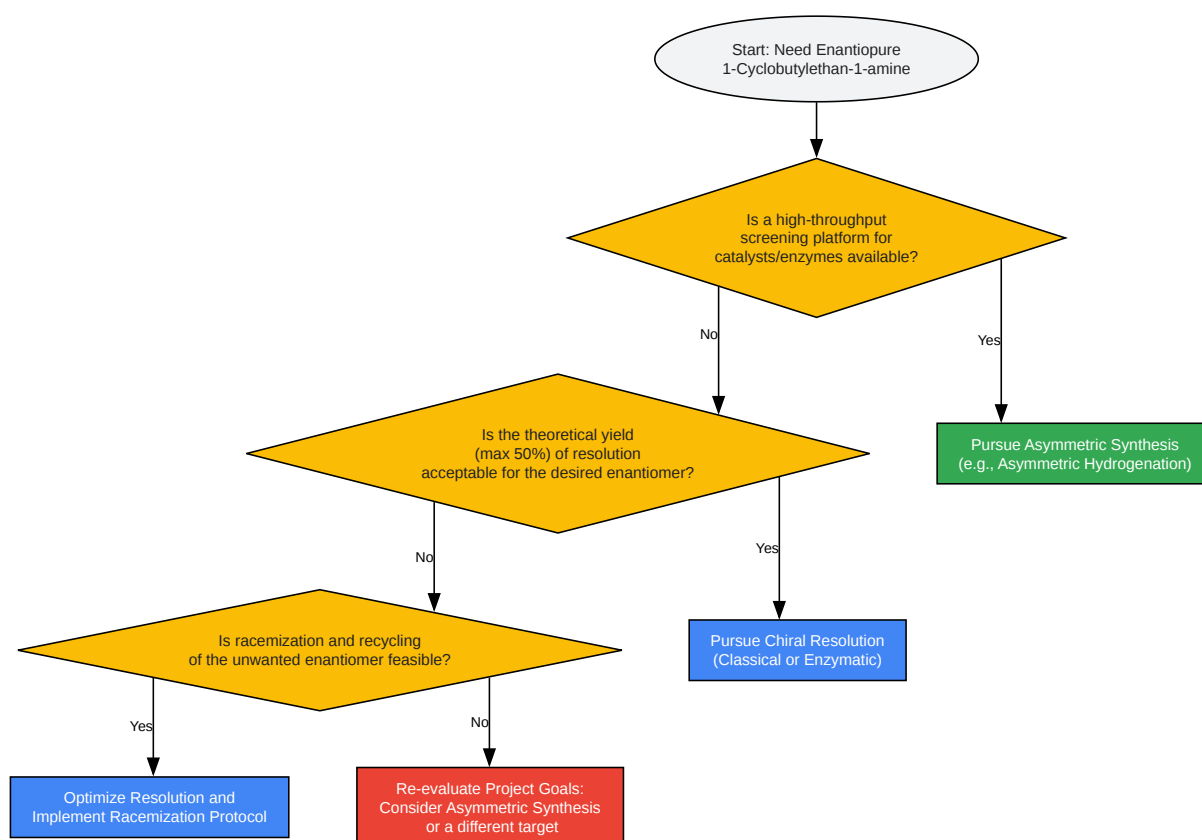 Start: Need Enantiopure
1-Cyclobutylethan-1-amine
Is a high-throughput
screening platform for
catalysts/enzymes available?
No
Yes
Is the theoretical yield
(max 50%) of resolution
acceptable for the desired enantiomer?
Pursue Asymmetric Synthesis
(e.g., Asymmetric Hydrogenation)
No
Yes
Is racemization and recycling
of the unwanted enantiomer feasible?
Pursue Chiral Resolution
(Classical or Enzymatic)
Yes
No
Optimize Resolution and
Implement Racemization Protocol
Re-evaluate Project Goals:
Consider Asymmetric Synthesis
or a different target